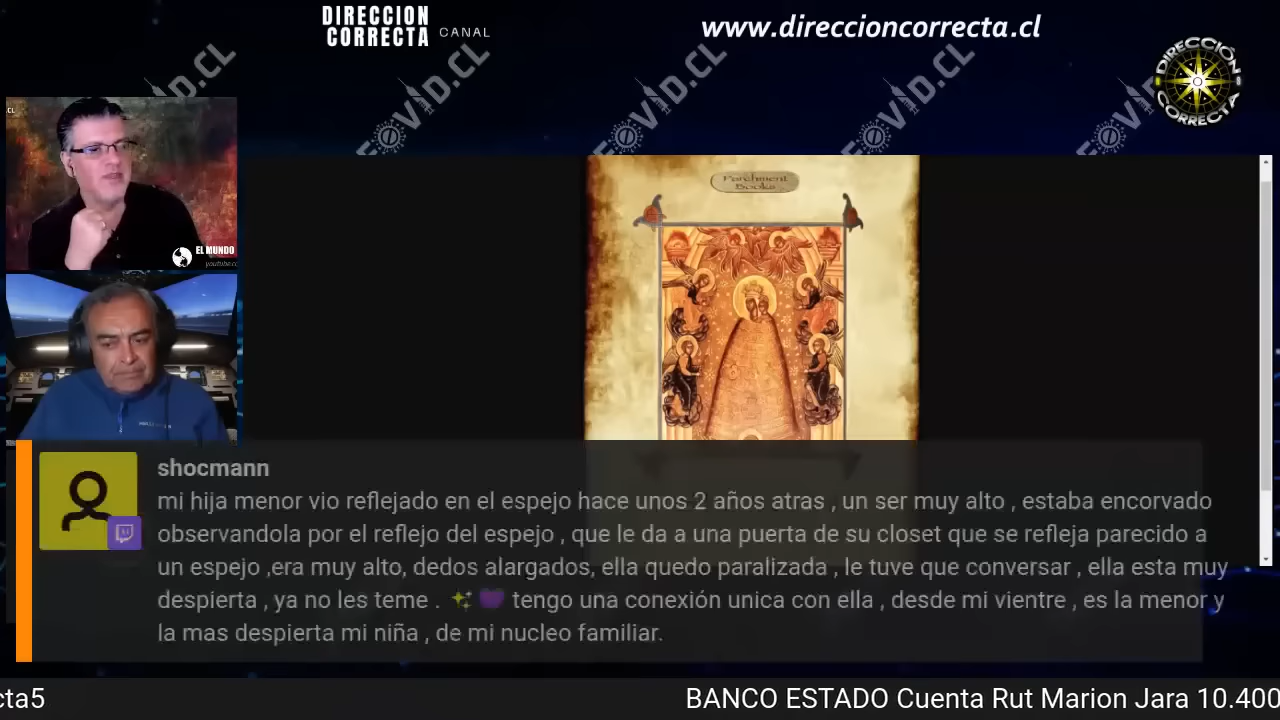 DIRECCION
CORRECTA CANAL
www.direccioncorrecta.cl
DIRECCIÓN
CORRECTA
CL
EL MUNDO
Parchment
Books
shocmann
mi hija menor vio reflejado en el espejo hace unos 2 años atras , un ser muy alto , estaba encorvado
observandola por el reflejo del espejo , que le da a una puerta de su closet que se refleja parecido a
un espejo ,era muy alto, dedos alargados, ella quedo paralizada , le tuve que conversar , ella esta muy
despierta , ya no les teme . ✨💜 tengo una conexión unica con ella , desde mi vientre , es la menor y
la mas despierta mi niña , de mi nucleo familiar.
cta5
BANCO ESTADO Cuenta Rut Marion Jara 10.400